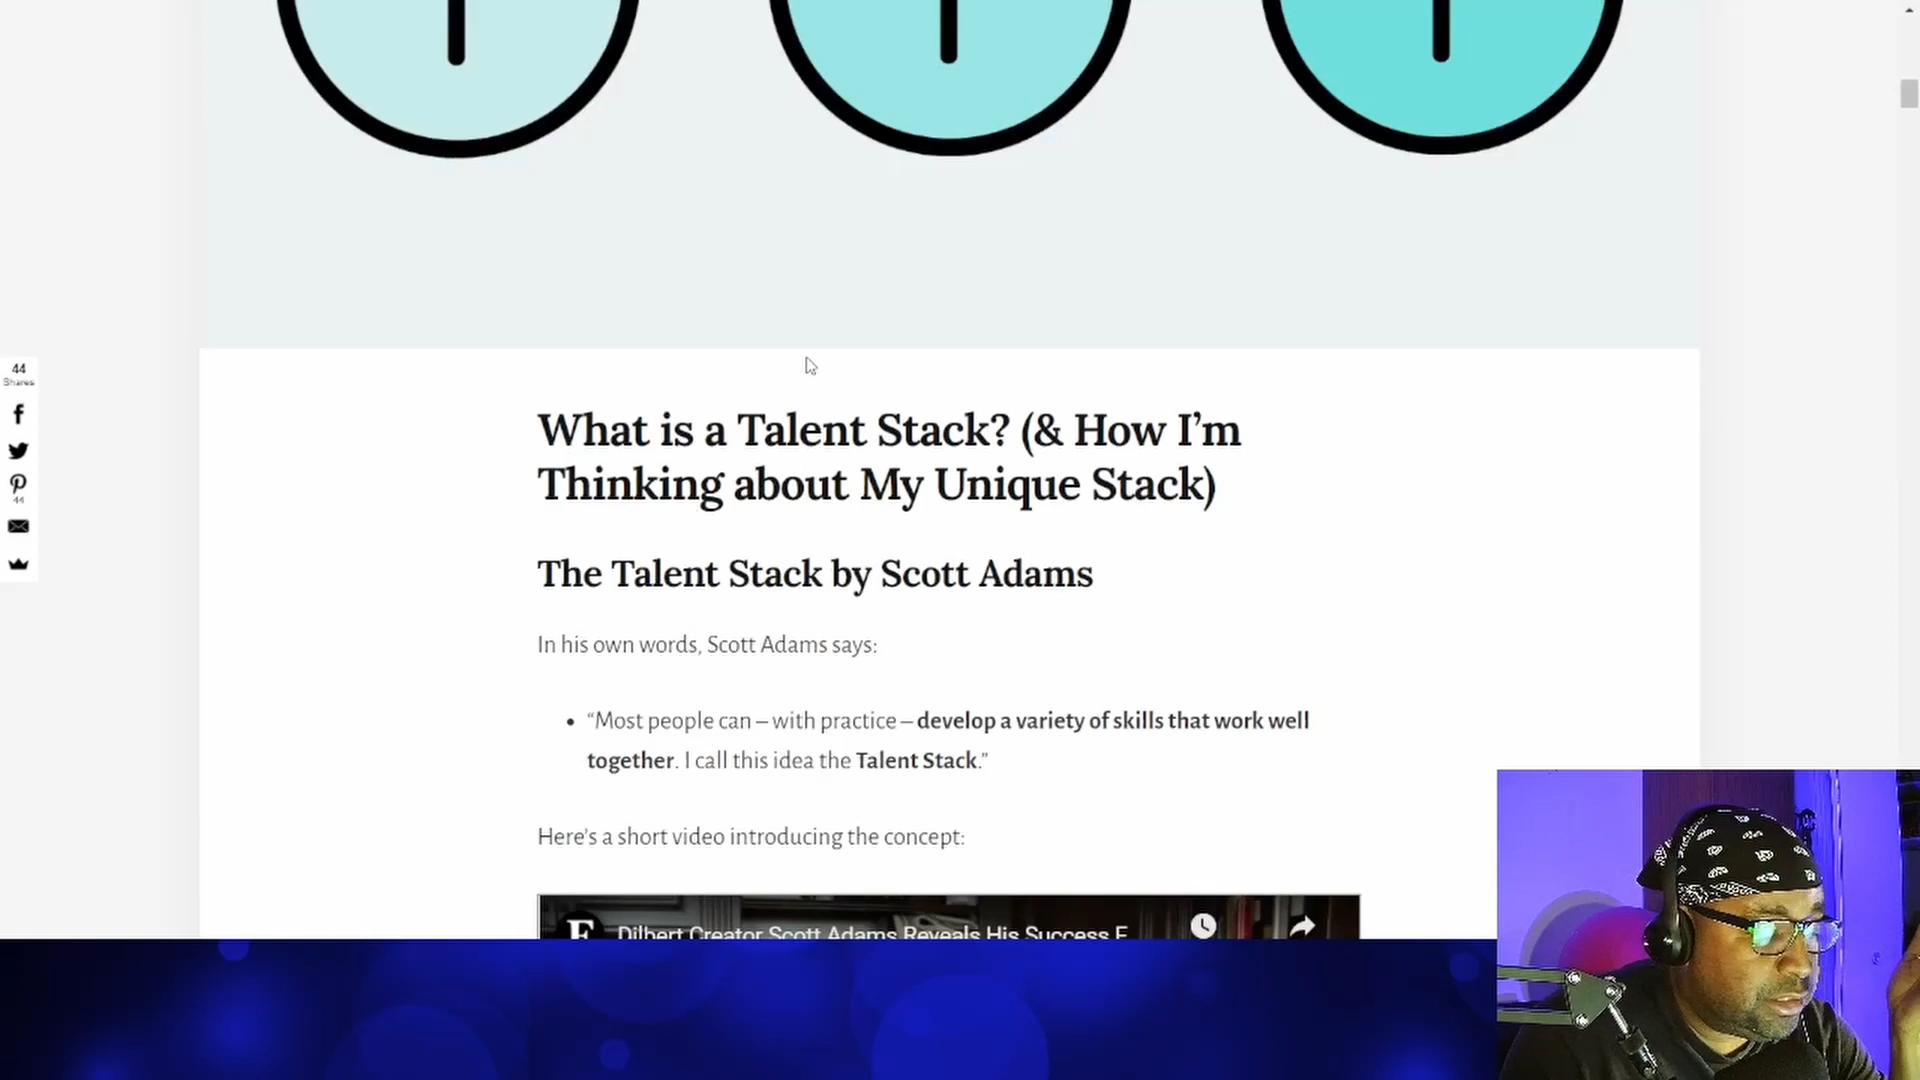 44
Shares
44
What is a Talent Stack? (& How I’m
Thinking about My Unique Stack)
The Talent Stack by Scott Adams
In his own words, Scott Adams says:
• “Most people can – with practice – develop a variety of skills that work well
together. I call this idea the Talent Stack.”
Here’s a short video introducing the concept:
Dilbert Creator Scott Adams Reveals His Success F